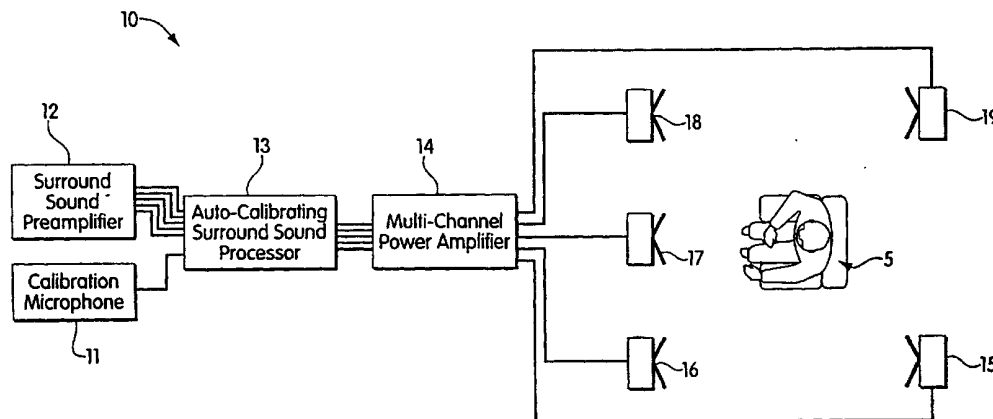 10
12
Surround
Sound
Preamplifier
13
Auto-Calibrating
Surround Sound
Processor
14
Multi-Channel
Power Amplifier
Calibration
Microphone
11
18
19
17
5
16
15